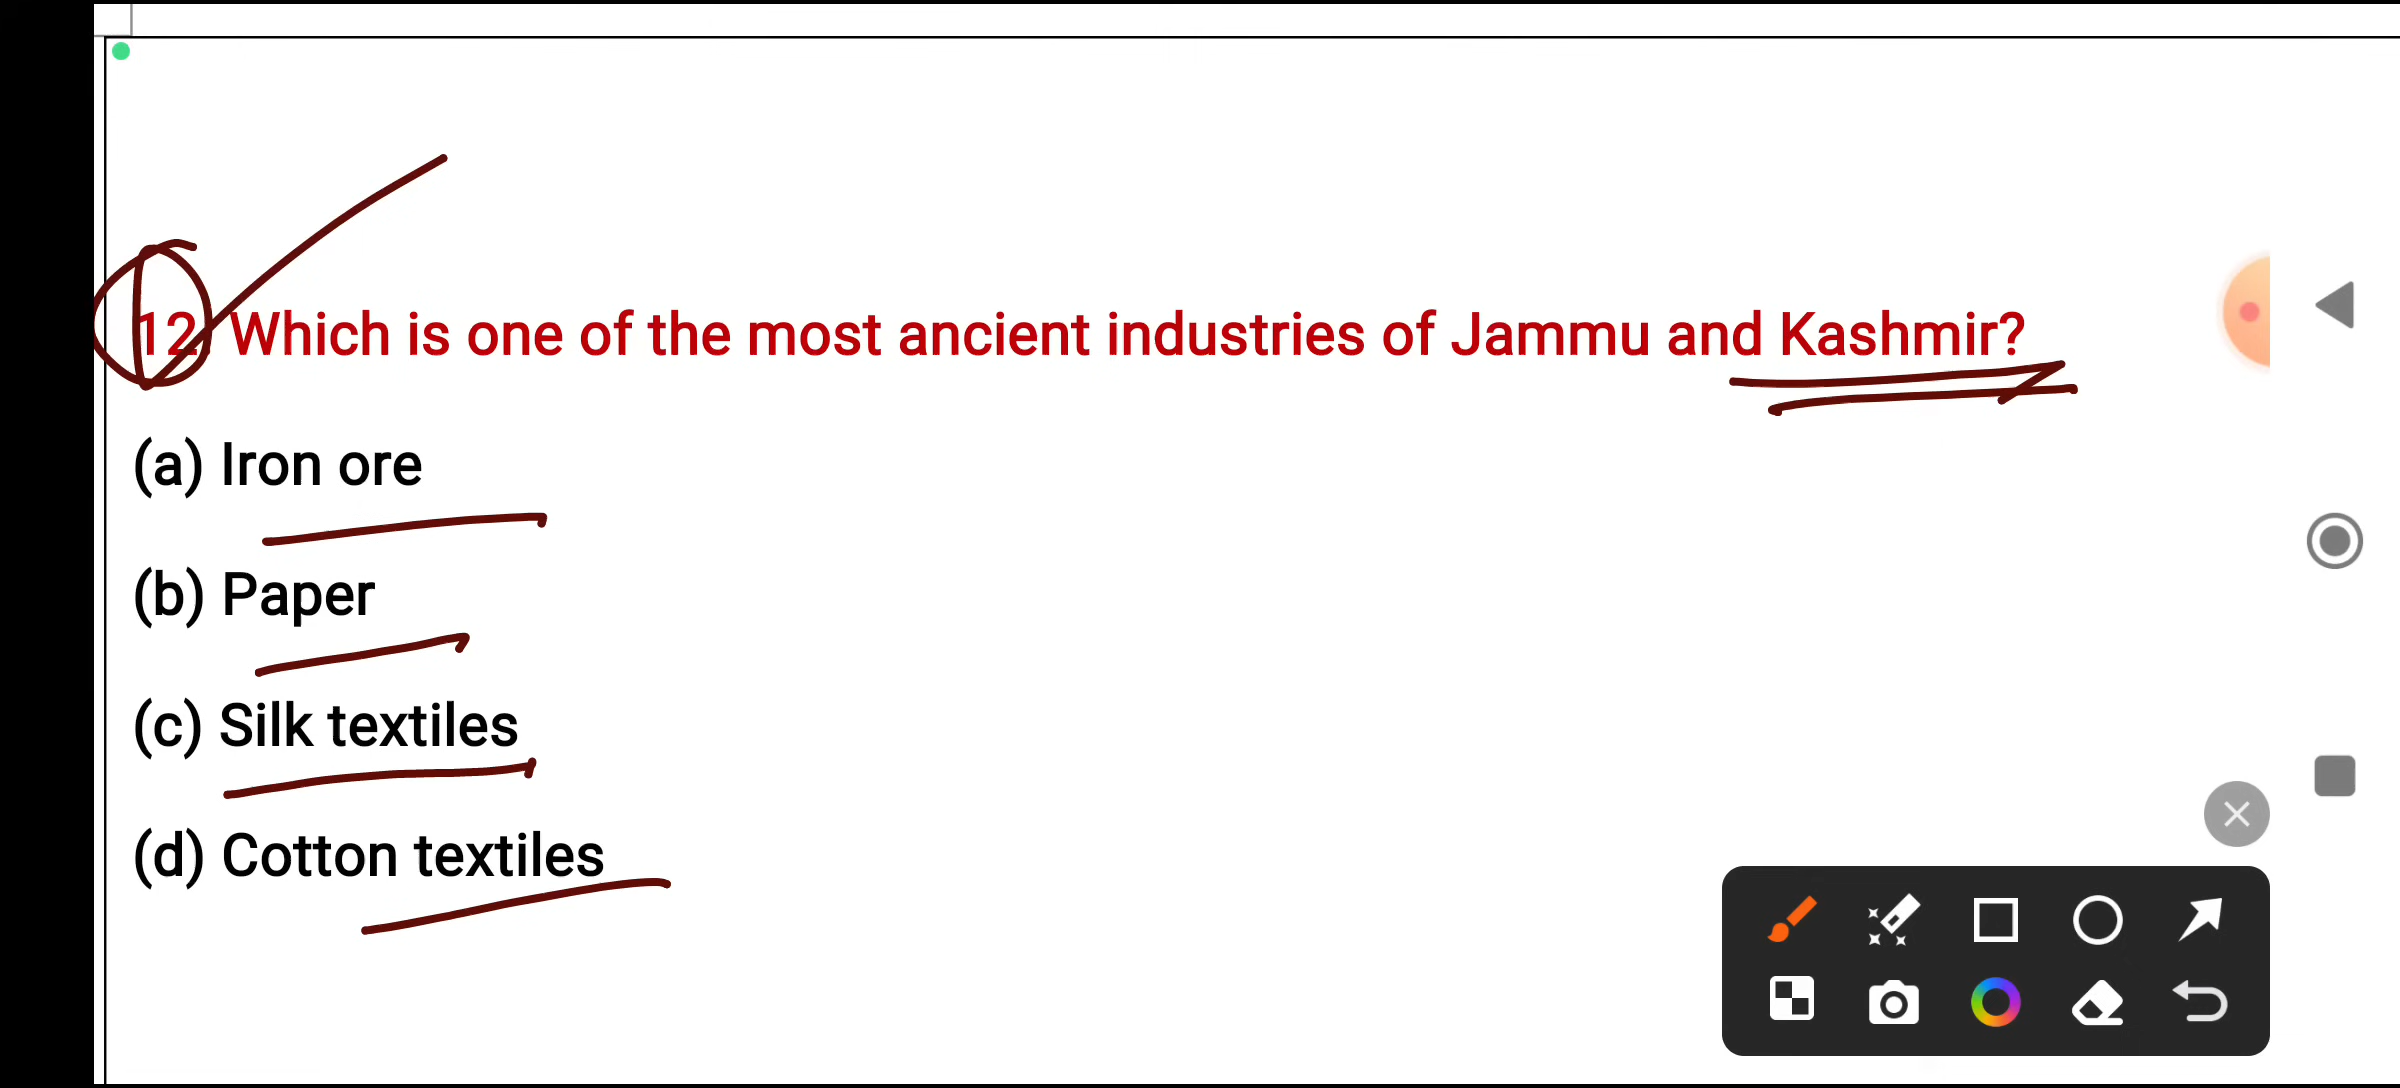 12. Which is one of the most ancient industries of Jammu and Kashmir?
(a) Iron ore
(b) Paper
(c) Silk textiles
(d) Cotton textiles